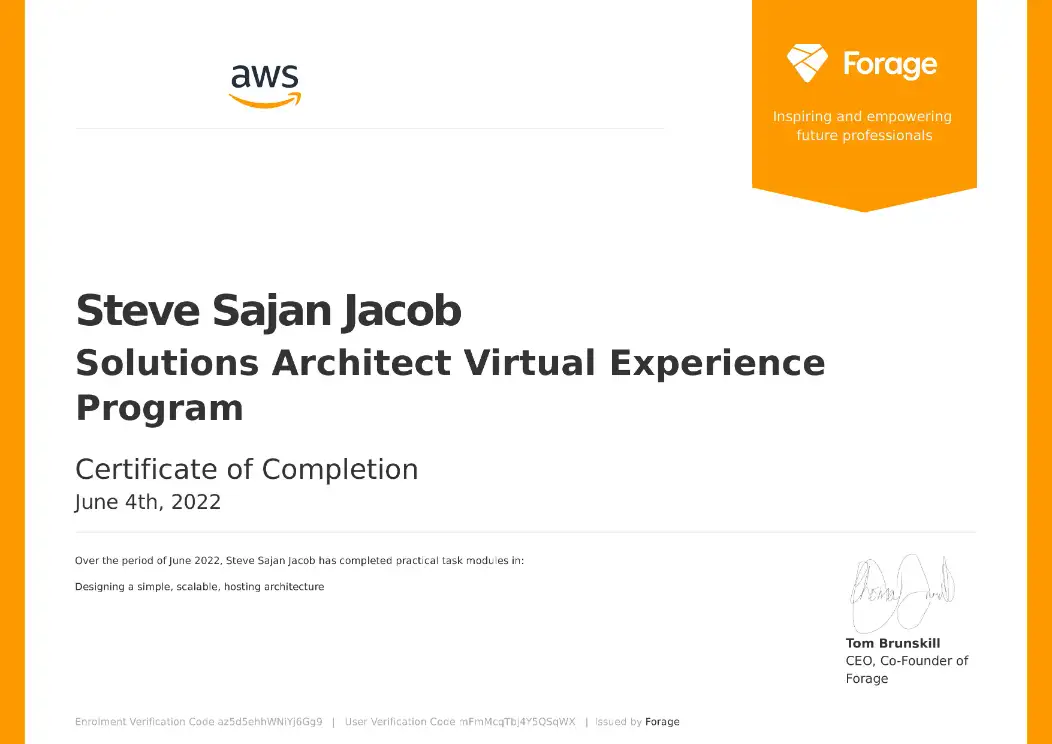 aws
Forage
Inspiring and empowering
future professionals
Steve Sajan Jacob
Solutions Architect Virtual Experience
Program
Certificate of Completion
June 4th, 2022
Over the period of June 2022, Steve Sajan Jacob has completed practical task modules in:
Designing a simple, scalable, hosting architecture
Tom Brunskill
CEO, Co-Founder of
Forage
Enrolment Verification Code az5d5ehhWNiYj6Gg9 | User Verification Code mFmMcqTbj4Y5QSqWX | Issued by Forage